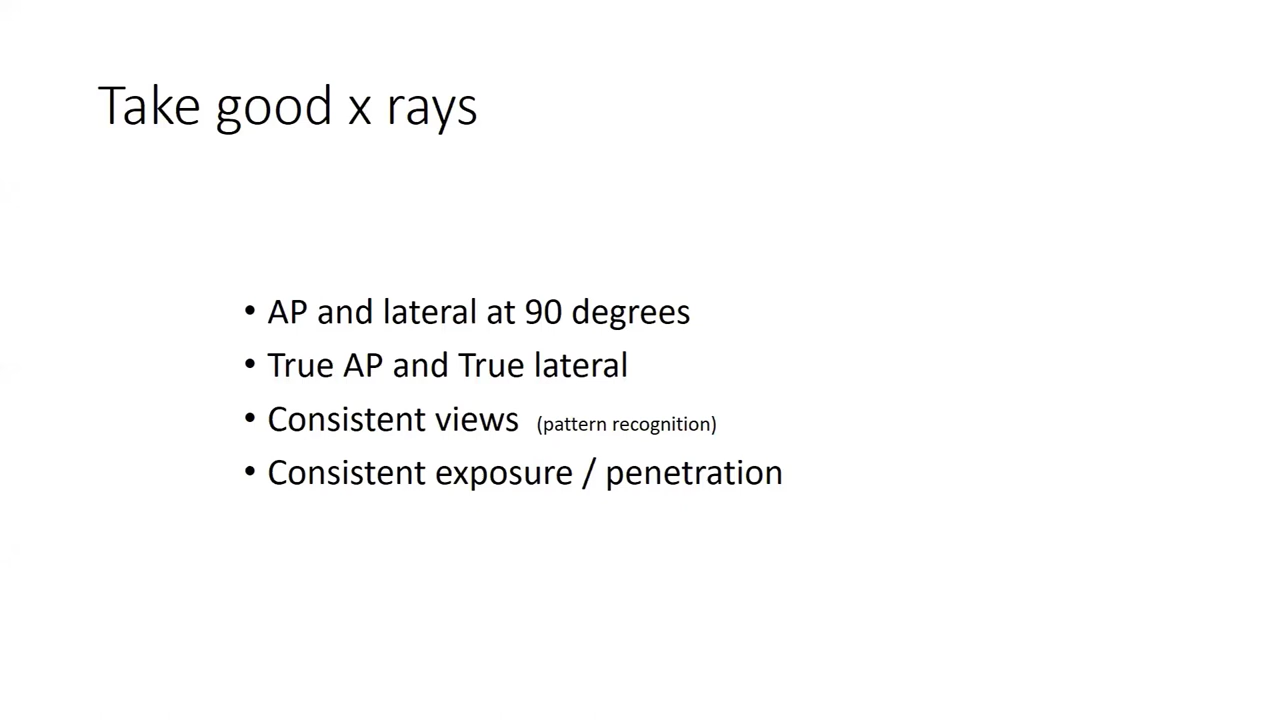 Take good x rays
• AP and lateral at 90 degrees
• True AP and True lateral
• Consistent views (pattern recognition)
• Consistent exposure / penetration